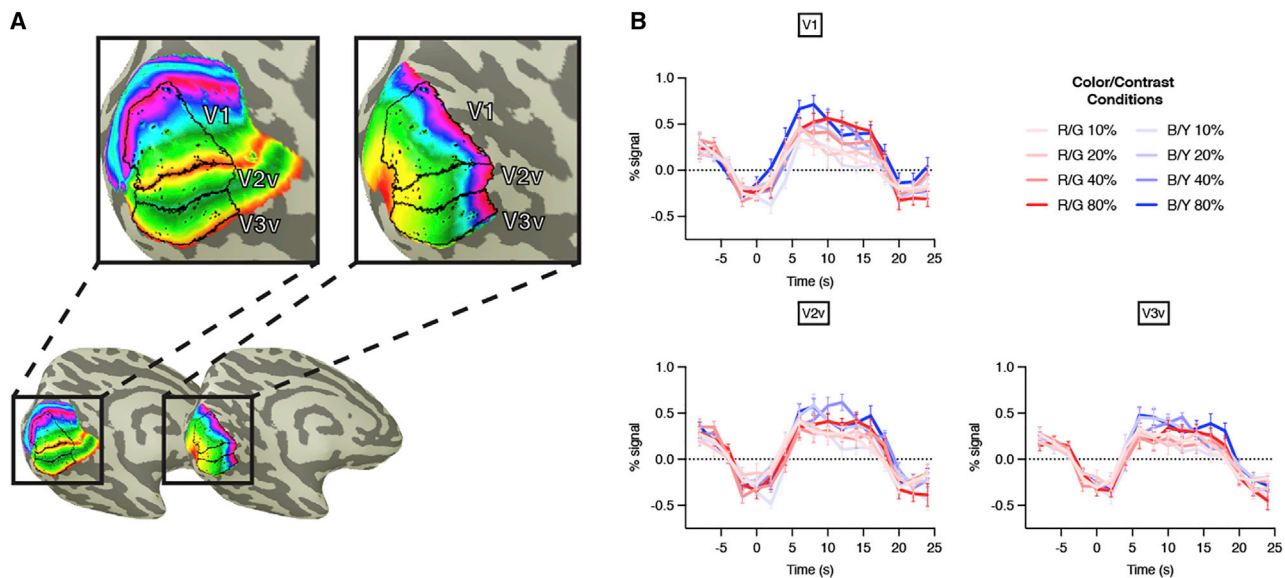 A
V1
V2v
V3v
V1
V2v
V3v
B
V1
1.0
0.5
0.0
-0.5
% signal
-5 0 5 10 15 20 25
Time (s)
Color/Contrast
Conditions
R/G 10% B/Y 10%
R/G 20% B/Y 20%
R/G 40% B/Y 40%
R/G 80% B/Y 80%
V2v
1.0
0.5
0.0
-0.5
% signal
-5 0 5 10 15 20 25
Time (s)
V3v
1.0
0.5
0.0
-0.5
% signal
-5 0 5 10 15 20 25
Time (s)